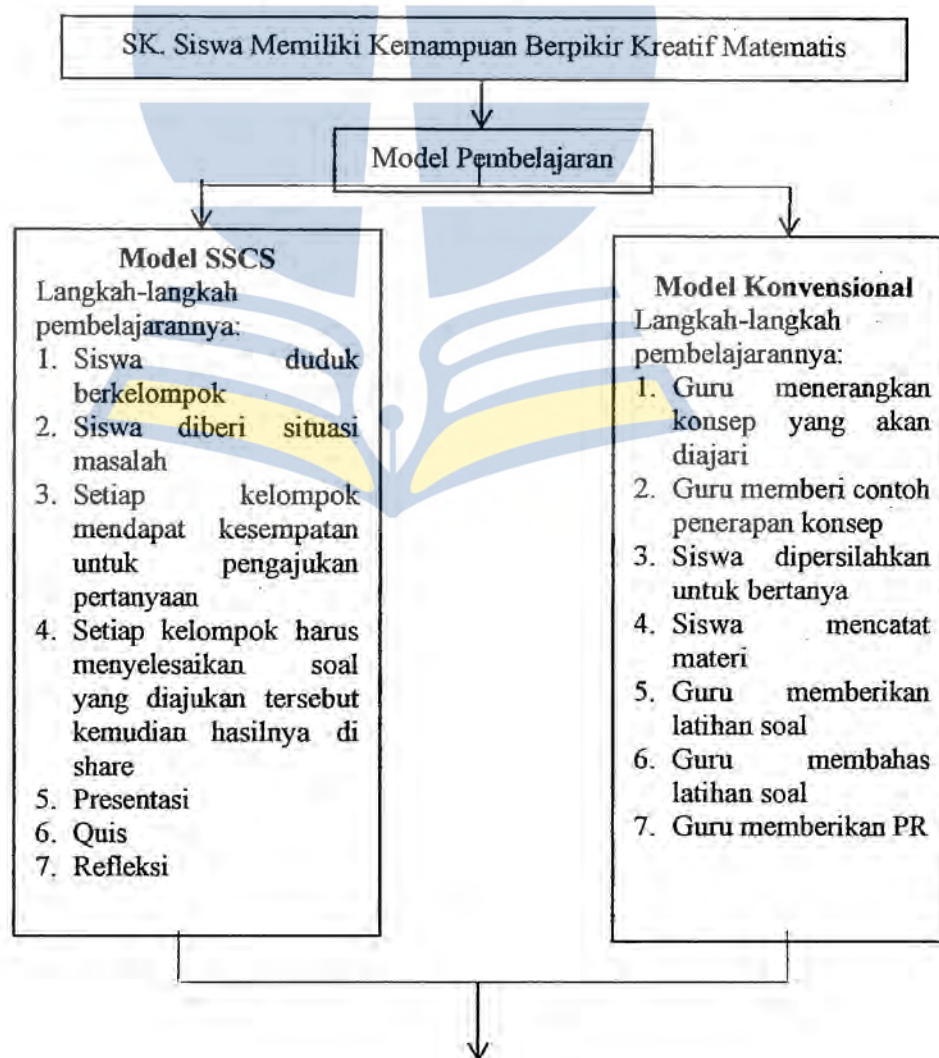 SK. Siswa Memiliki Kemampuan Berpikir Kreatif Matematis
Model Pembelajaran
Model SSCS
Langkah-langkah
pembelajarannya:
1. Siswa duduk
berkelompok
2. Siswa diberi situasi
masalah
3. Setiap kelompok
mendapat kesempatan
untuk pengajukan
pertanyaan
4. Setiap kelompok harus
menyelesaikan soal
yang diajukan tersebut
kemudian hasilnya di
share
5. Presentasi
6. Quis
7. Refleksi
Model Konvensional
Langkah-langkah
pembelajarannya:
1. Guru menerangkan
konsep yang akan
diajari
2. Guru memberi contoh
penerapan konsep
3. Siswa dipersilahkan
untuk bertanya
4. Siswa mencatat
materi
5. Guru memberikan
latihan soal
6. Guru membahas
latihan soal
7. Guru memberikan PR